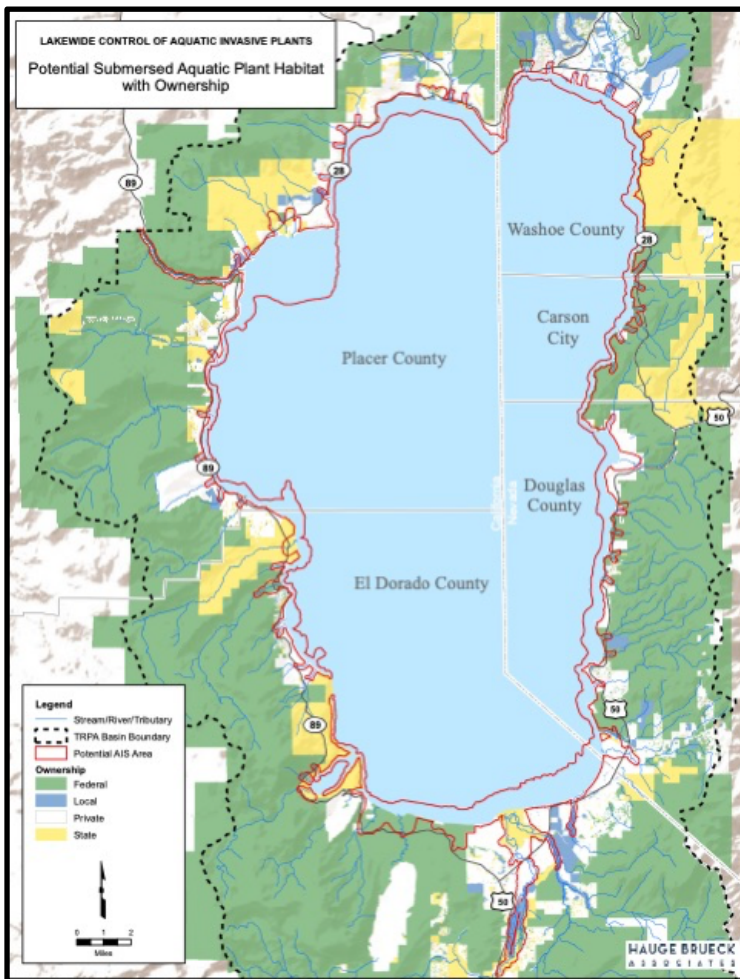 LAKEWIDE CONTROL OF AQUATIC INVASIVE PLANTS
Potential Submersed Aquatic Plant Habitat
with Ownership
89
28
Washoe County
28
Carson
City
Placer County
50
89
Douglas
County
California
Nevada
El Dorado County
50
89
50
Legend
Stream/River/Tributary
TRPA Basin Boundary
Potential AIS Area
Ownership
Federal
Local
Private
State
0 1 2
Miles
HAUGE BRUECK
ASSOCIATES